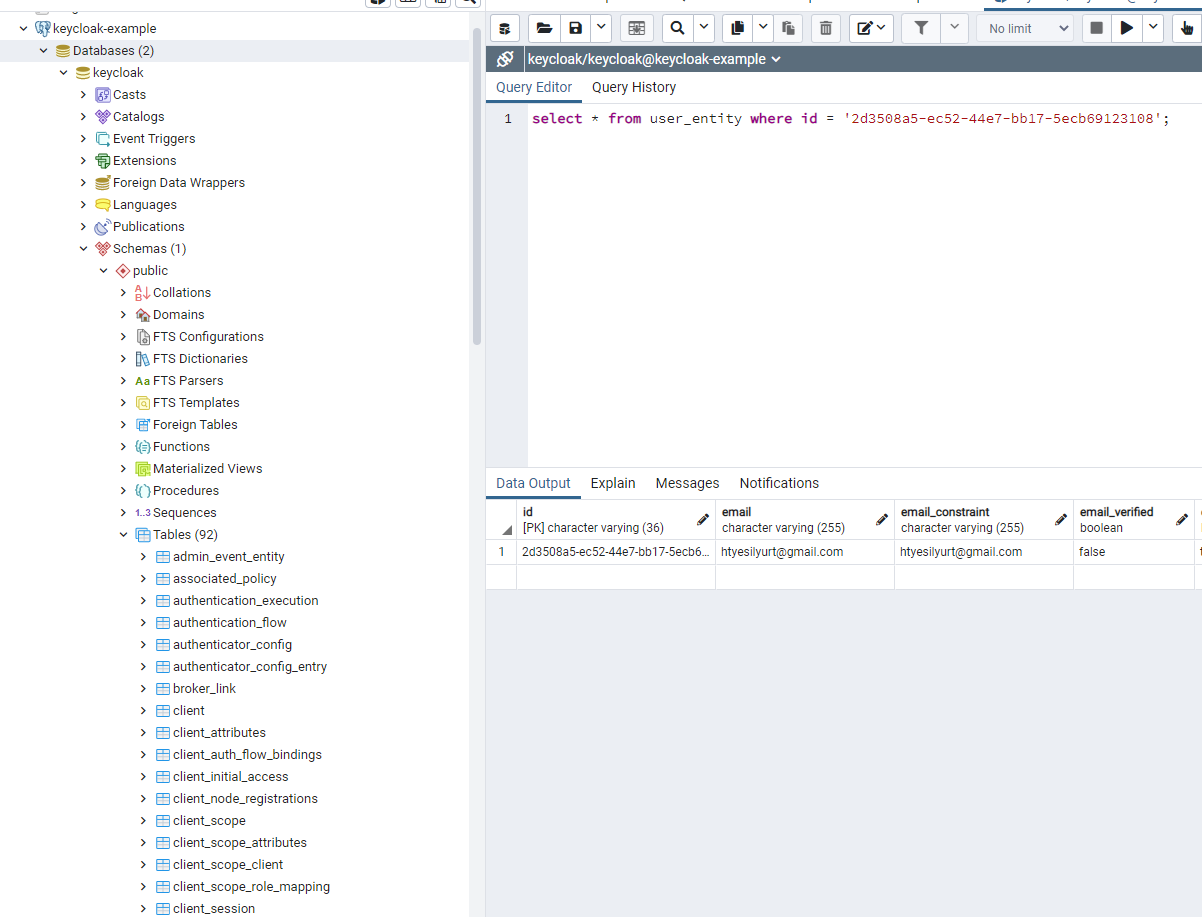 keycloak-example
Databases (2)
keycloak
Casts
Catalogs
Event Triggers
Extensions
Foreign Data Wrappers
Languages
Publications
Schemas (1)
public
Collations
Domains
FTS Configurations
FTS Dictionaries
Aa FTS Parsers
FTS Templates
Foreign Tables
Functions
Materialized Views
Procedures
1..3 Sequences
Tables (92)
admin_event_entity
associated_policy
authentication_execution
authentication_flow
authenticator_config
authenticator_config_entry
broker_link
client
client_attributes
client_auth_flow_bindings
client_initial_access
client_node_registrations
client_scope
client_scope_attributes
client_scope_client
client_scope_role_mapping
client_session
No limit
keycloak/keycloak@keycloak-example
Query Editor Query History
1 select * from user_entity where id = '2d3508a5-ec52-44e7-bb17-5ecb69123108';
Data Output Explain Messages Notifications
id email email_constraint email_verified
[PK] character varying (36) character varying (255) character varying (255) boolean
1 2d3508a5-ec52-44e7-bb17-5ecb6... htyesilyurt@gmail.com htyesilyurt@gmail.com false